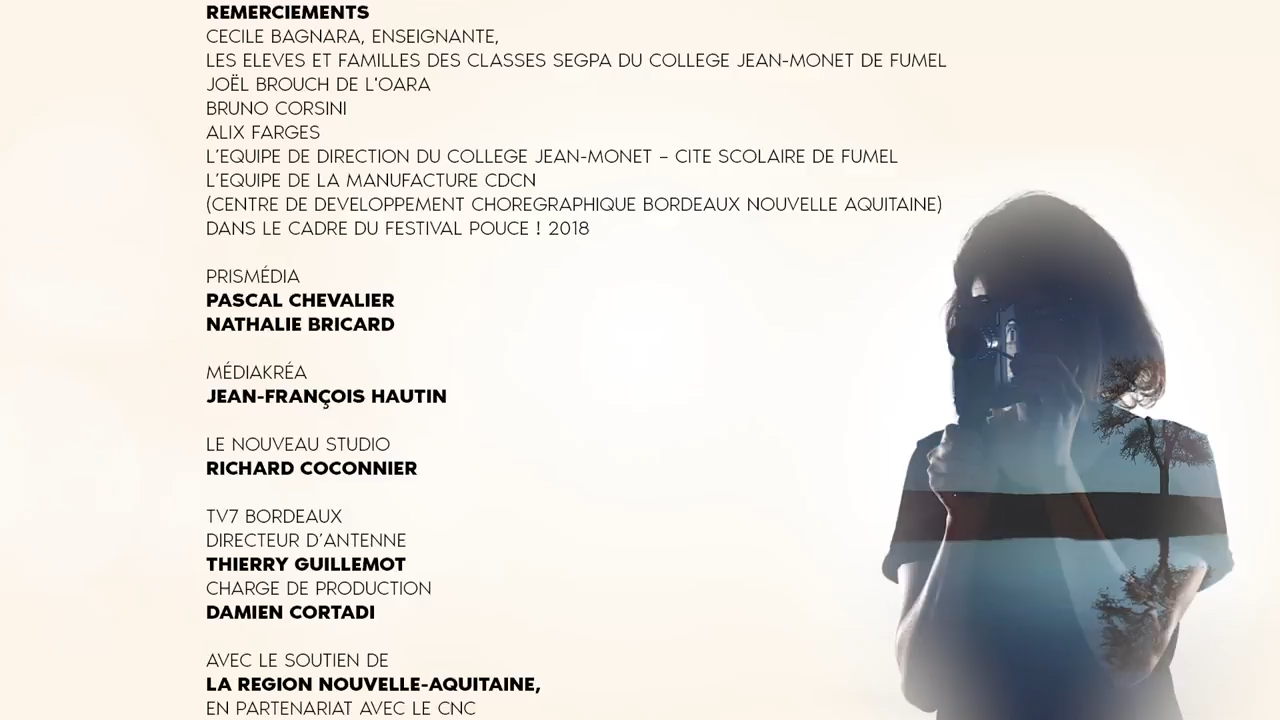 REMERCIEMENTS
CECILE BAGNARA, ENSEIGNANTE,
LES ELEVES ET FAMILLES DES CLASSES SEGPA DU COLLEGE JEAN-MONET DE FUMEL
JOËL BROUCH DE L'OARA
BRUNO CORSINI
ALIX FARGES
L'EQUIPE DE DIRECTION DU COLLEGE JEAN-MONET – CITE SCOLAIRE DE FUMEL
L'EQUIPE DE LA MANUFACTURE CDCN
(CENTRE DE DEVELOPPEMENT CHOREGRAPHIQUE BORDEAUX NOUVELLE AQUITAINE)
DANS LE CADRE DU FESTIVAL POUCE ! 2018
PRISMÉDIA
PASCAL CHEVALIER
NATHALIE BRICARD
MÉDIAKRÉA
JEAN-FRANÇOIS HAUTIN
LE NOUVEAU STUDIO
RICHARD COCONNIER
TV7 BORDEAUX
DIRECTEUR D'ANTENNE
THIERRY GUILLEMOT
CHARGE DE PRODUCTION
DAMIEN CORTADI
AVEC LE SOUTIEN DE
LA REGION NOUVELLE-AQUITAINE,
EN PARTENARIAT AVEC LE CNC